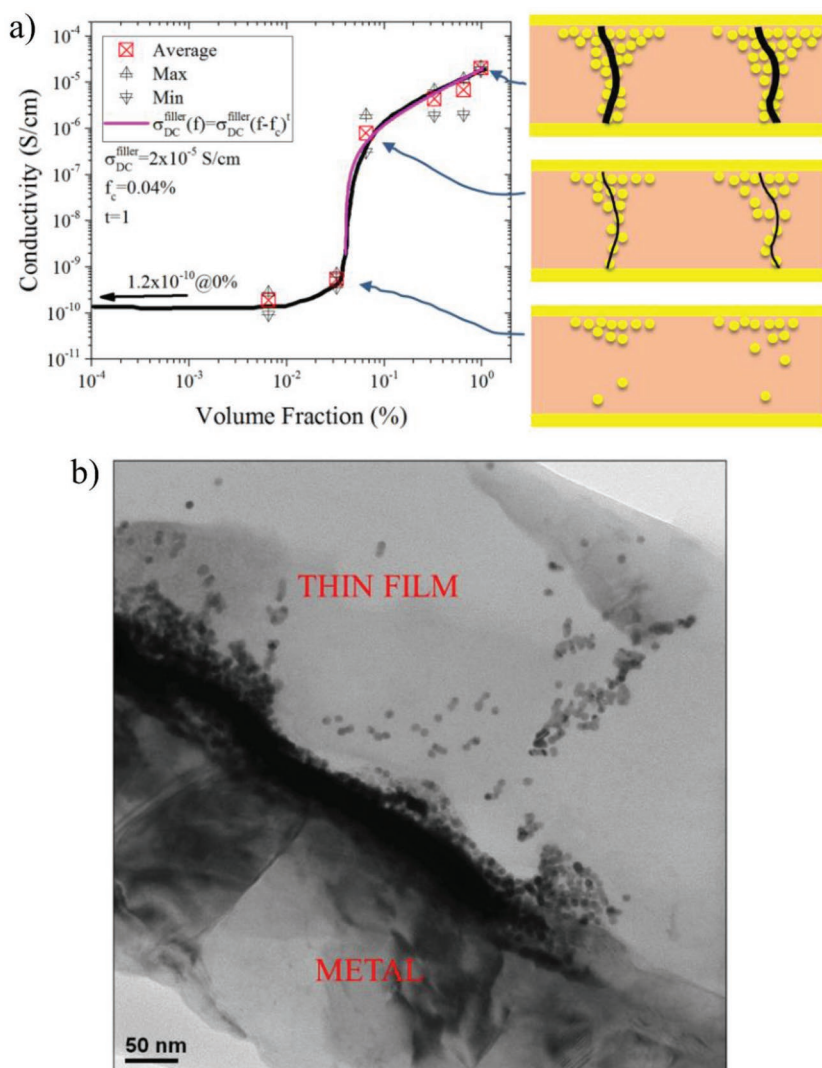 a)
Conductivity (S/cm)
10⁻⁴
10⁻⁵
10⁻⁶
10⁻⁷
10⁻⁸
10⁻⁹
10⁻¹⁰
10⁻¹¹
Average
Max
Min
σ_DC^filler(f)=σ_DC^filler(f-f_c)^t
σ_DC^filler=2x10⁻⁵ S/cm
f_c=0.04%
t=1
1.2x10⁻¹⁰@0%
10⁻⁴ 10⁻³ 10⁻² 10⁻¹ 10⁰
Volume Fraction (%)
b)
THIN FILM
METAL
50 nm